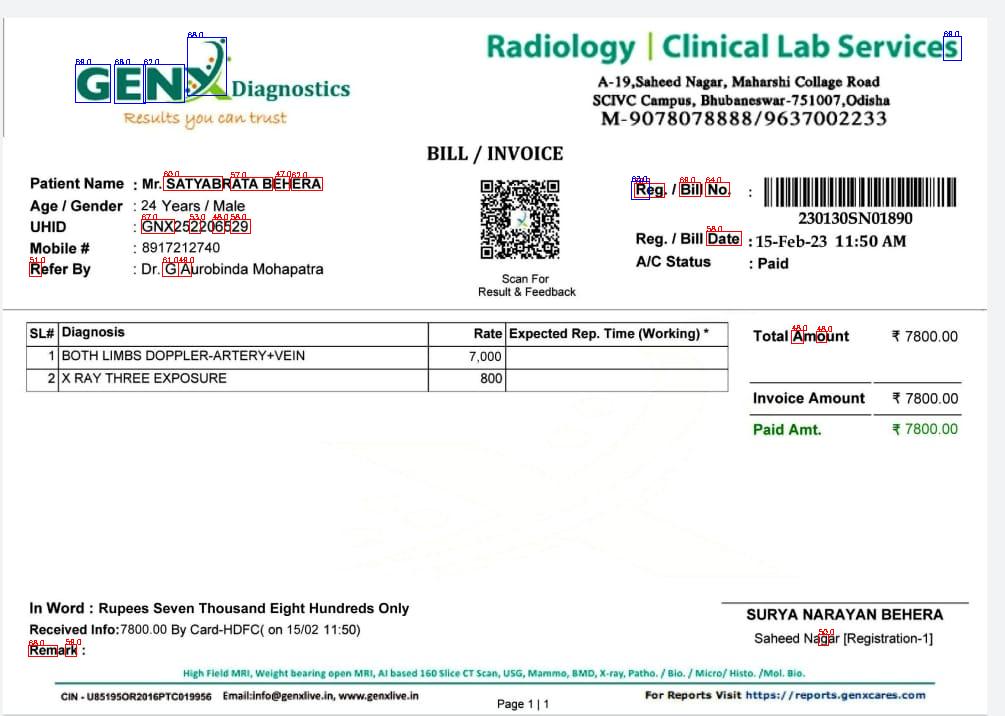 GENX Diagnostics
Results you can trust
Radiology | Clinical Lab Services
A-19,Saheed Nagar, Maharshi Collage Road
SCIVC Campus, Bhubaneswar-751007,Odisha
M-9078078888/9637002233
BILL / INVOICE
Patient Name : Mr. SATYABRATA BEHERA
Age / Gender : 24 Years / Male
UHID : GNX252206529
Mobile # : 8917212740
Refer By : Dr. G Aurobinda Mohapatra
Scan For
Result & Feedback
Reg. / Bill No. :
230130SN01890
Reg. / Bill Date : 15-Feb-23 11:50 AM
A/C Status : Paid
SL# Diagnosis Rate Expected Rep. Time (Working) *
1 BOTH LIMBS DOPPLER-ARTERY+VEIN 7,000
2 X RAY THREE EXPOSURE 800
Total Amount ₹ 7800.00
Invoice Amount ₹ 7800.00
Paid Amt. ₹ 7800.00
In Word : Rupees Seven Thousand Eight Hundreds Only
Received Info:7800.00 By Card-HDFC( on 15/02 11:50)
Remark :
SURYA NARAYAN BEHERA
Saheed Nagar [Registration-1]
High Field MRI, Weight bearing open MRI, AI based 160 Slice CT Scan, USG, Mammo, BMD, X-ray, Patho. / Bio. / Micro/ Histo. /Mol. Bio.
CIN - U85195OR2016PTC019956 Email:info@genxlive.in, www.genxlive.in
For Reports Visit https://reports.genxcares.com
Page 1 | 1